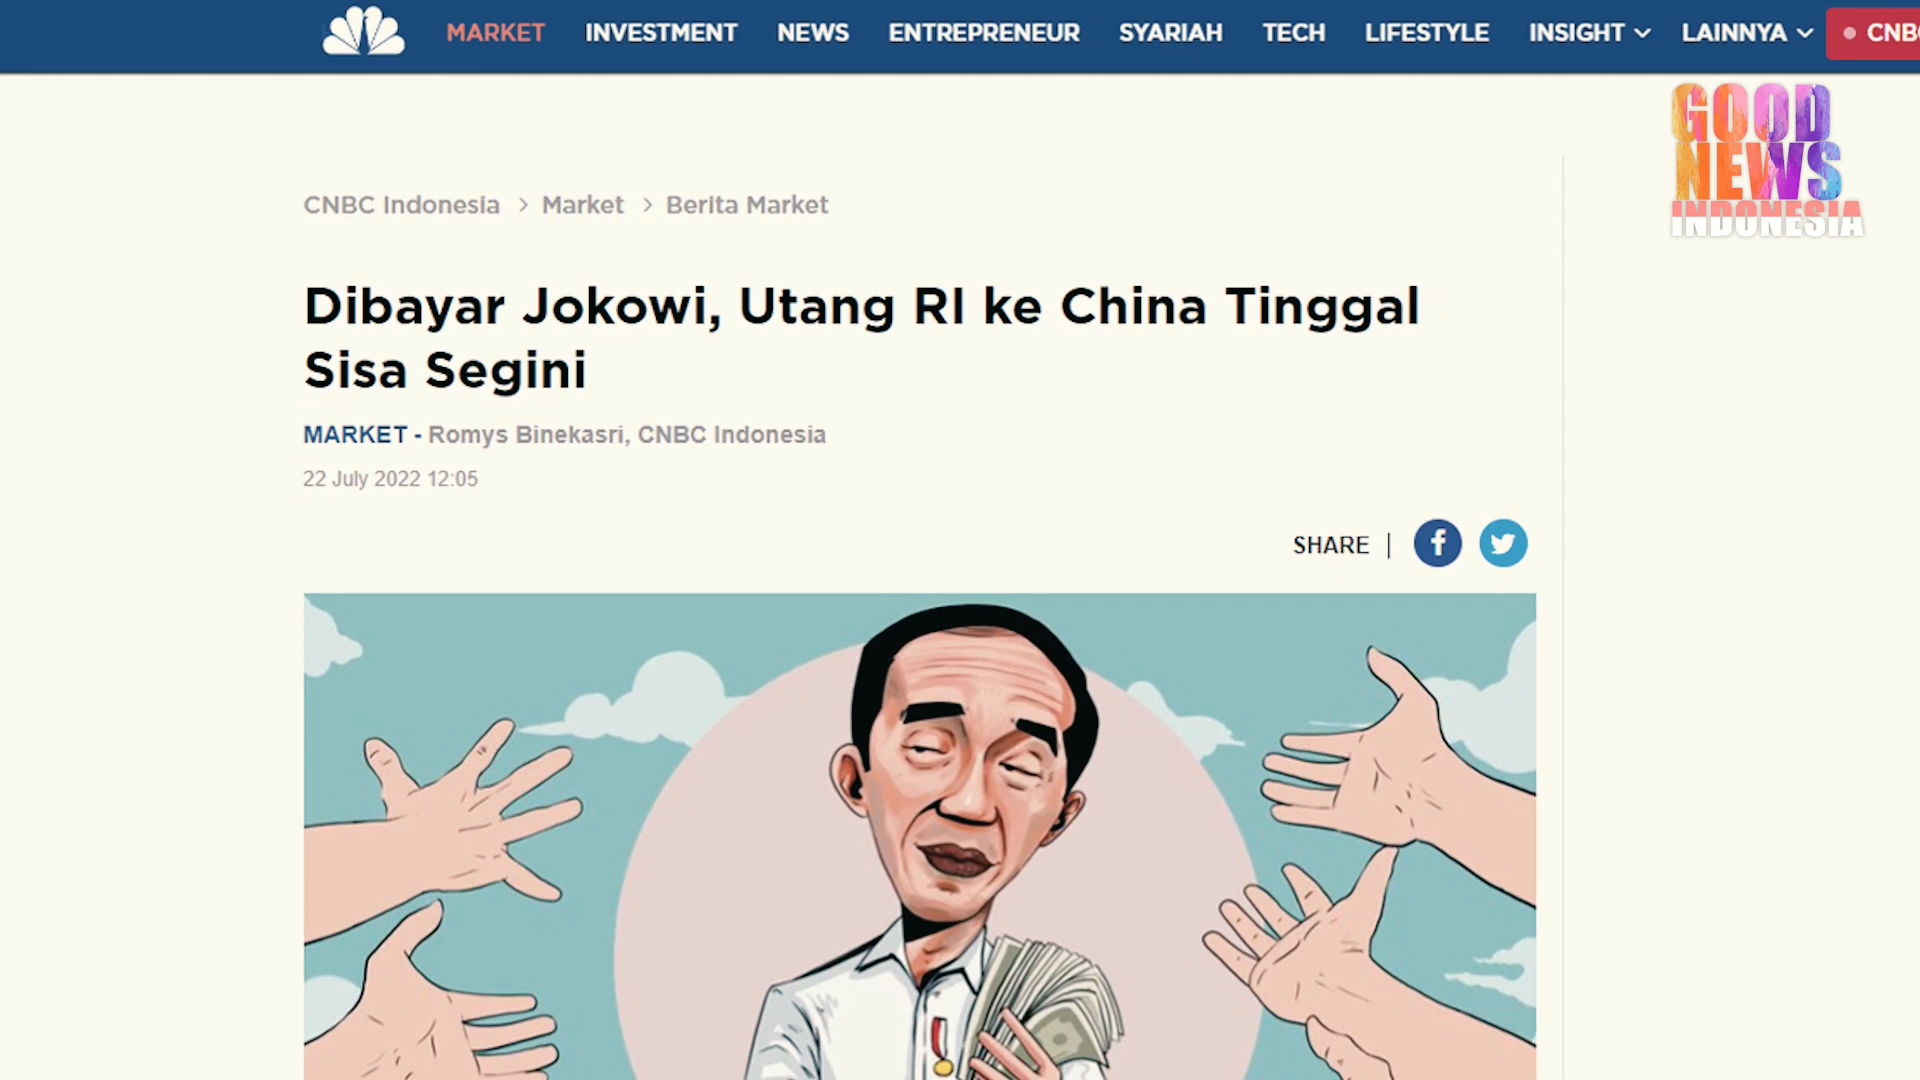 MARKET INVESTMENT NEWS ENTREPRENEUR SYARIAH TECH LIFESTYLE INSIGHT LAINNYA CNBC
GOOD
NEWS
INDONESIA
CNBC Indonesia > Market > Berita Market
Dibayar Jokowi, Utang RI ke China Tinggal
Sisa Segini
MARKET - Romys Binekasri, CNBC Indonesia
22 July 2022 12:05
SHARE |